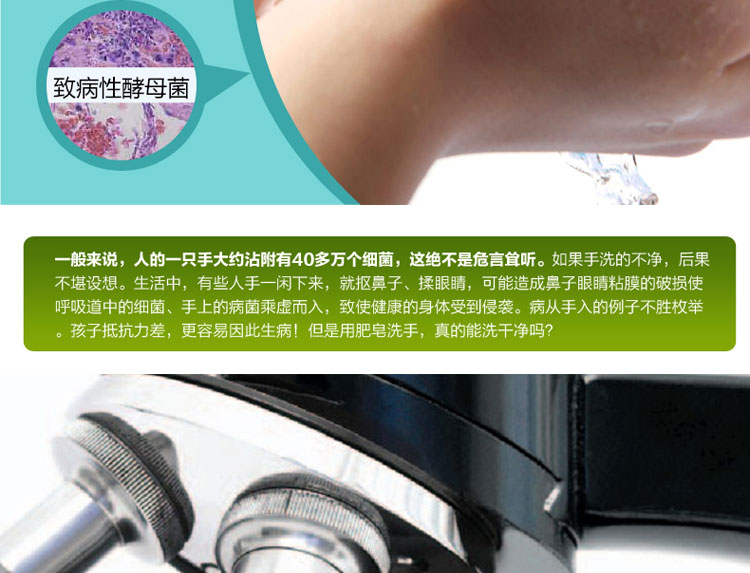 致病性酵母菌
一般来说，人的一只手大约沾附有40多万个细菌，这绝不是危言耸听。如果手洗的不净，后果
不堪设想。生活中，有些人手一闲下来，就抠鼻子、揉眼睛，可能造成鼻子眼睛粘膜的破损使
呼吸道中的细菌、手上的病菌乘虚而入，致使健康的身体受到侵袭。病从手入的例子不胜枚举
。孩子抵抗力差，更容易因此生病！但是用肥皂洗手，真的能洗干净吗？